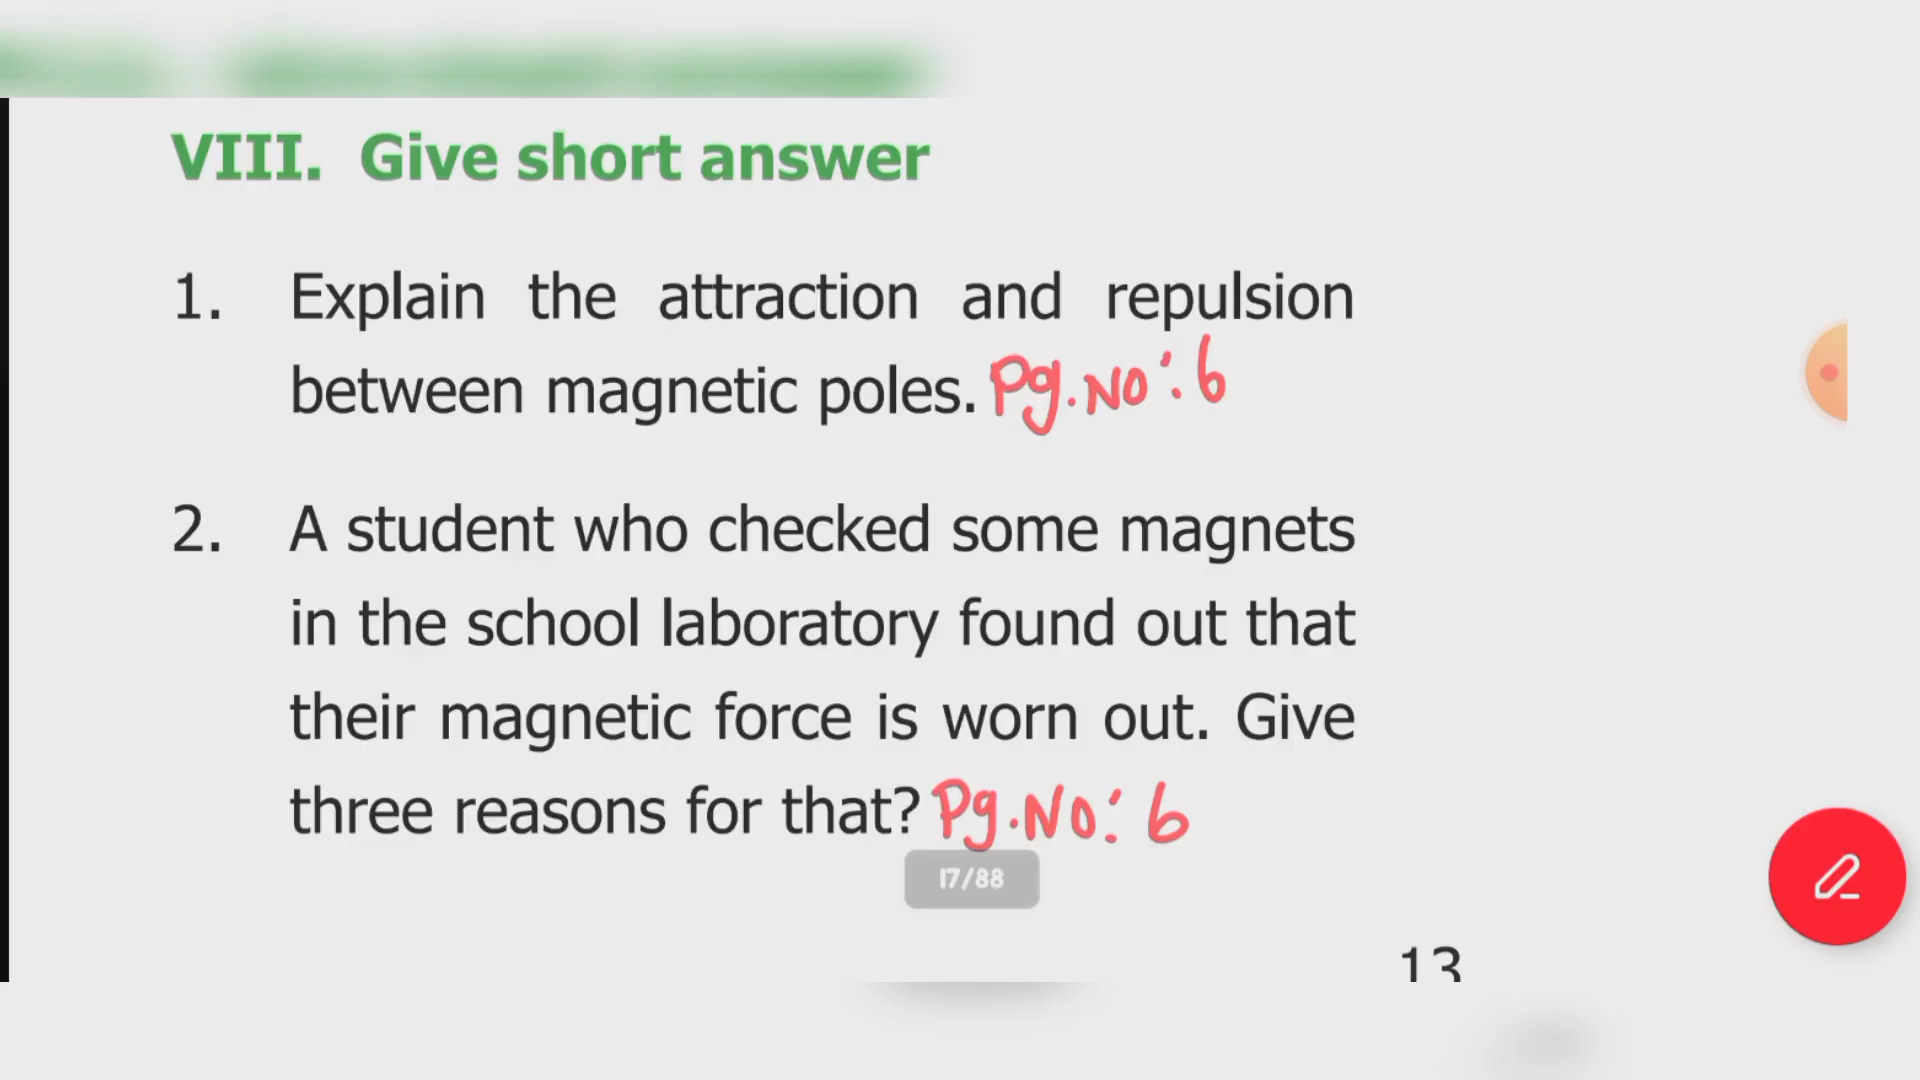 VIII. Give short answer
1. Explain the attraction and repulsion
between magnetic poles. Pg.No:6
2. A student who checked some magnets
in the school laboratory found out that
their magnetic force is worn out. Give
three reasons for that? Pg.No: 6
17/88
13